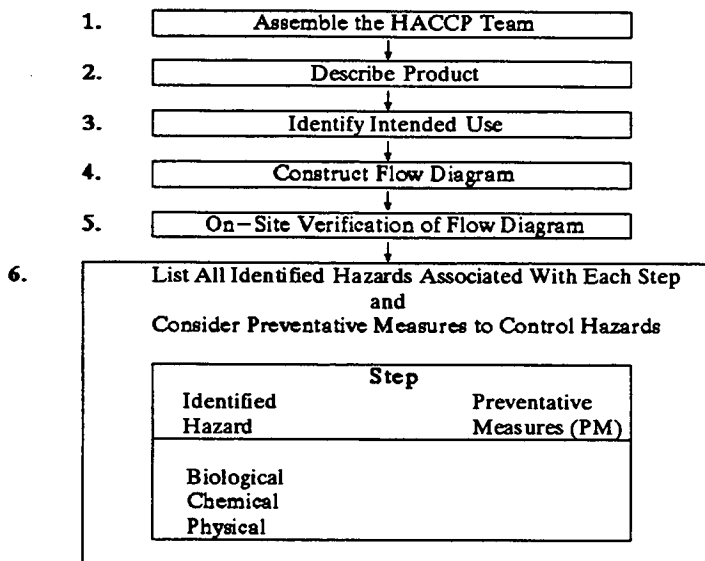 1. Assemble the HACCP Team
2. Describe Product
3. Identify Intended Use
4. Construct Flow Diagram
5. On-Site Verification of Flow Diagram
6. List All Identified Hazards Associated With Each Step
and
Consider Preventative Measures to Control Hazards
Step
Identified Preventative
Hazard Measures (PM)
Biological
Chemical
Physical